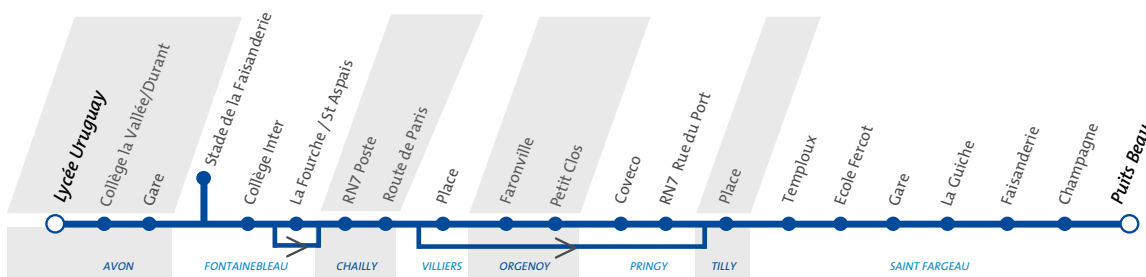 Lycée Uruguay
Collège la Vallée/Durant
Gare
Stade de la Faisanderie
Collège Inter
La Fourche / St Aspais
RN7 Poste
Route de Paris
Place
Faronville
Petit Clos
Coveco
RN7 Rue du Port
Place
Temploux
Ecole Fercot
Gare
La Guiche
Faisanderie
Champagne
Puits Beau
AVON
FONTAINEBLEAU
CHAILLY
VILLIERS
ORGENOY
PRINGY
TILLY
SAINT FARGEAU